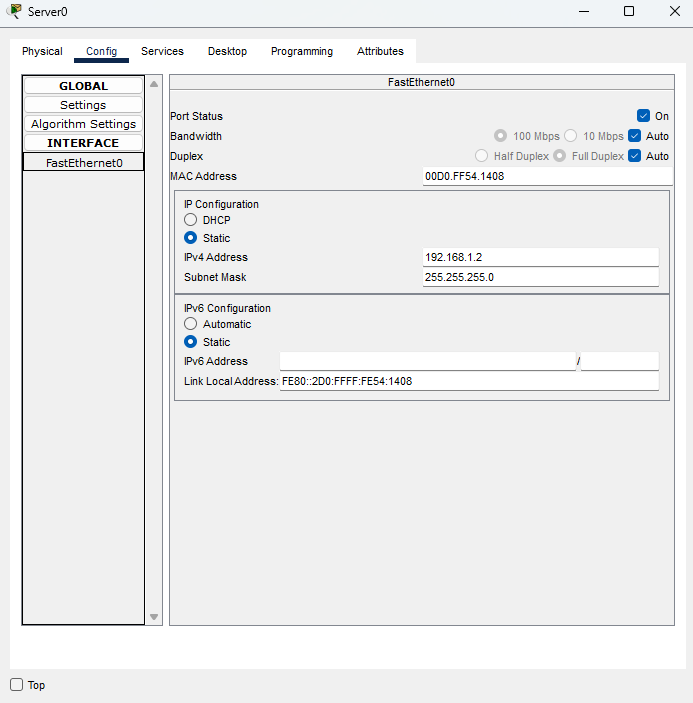 Server0
Physical Config Services Desktop Programming Attributes
GLOBAL
Settings
Algorithm Settings
INTERFACE
FastEthernet0
FastEthernet0
Port Status On
Bandwidth 100 Mbps 10 Mbps Auto
Duplex Half Duplex Full Duplex Auto
MAC Address 00D0.FF54.1408
IP Configuration
DHCP
Static
IPv4 Address 192.168.1.2
Subnet Mask 255.255.255.0
IPv6 Configuration
Automatic
Static
IPv6 Address /
Link Local Address: FE80::2D0:FFFF:FE54:1408
Top